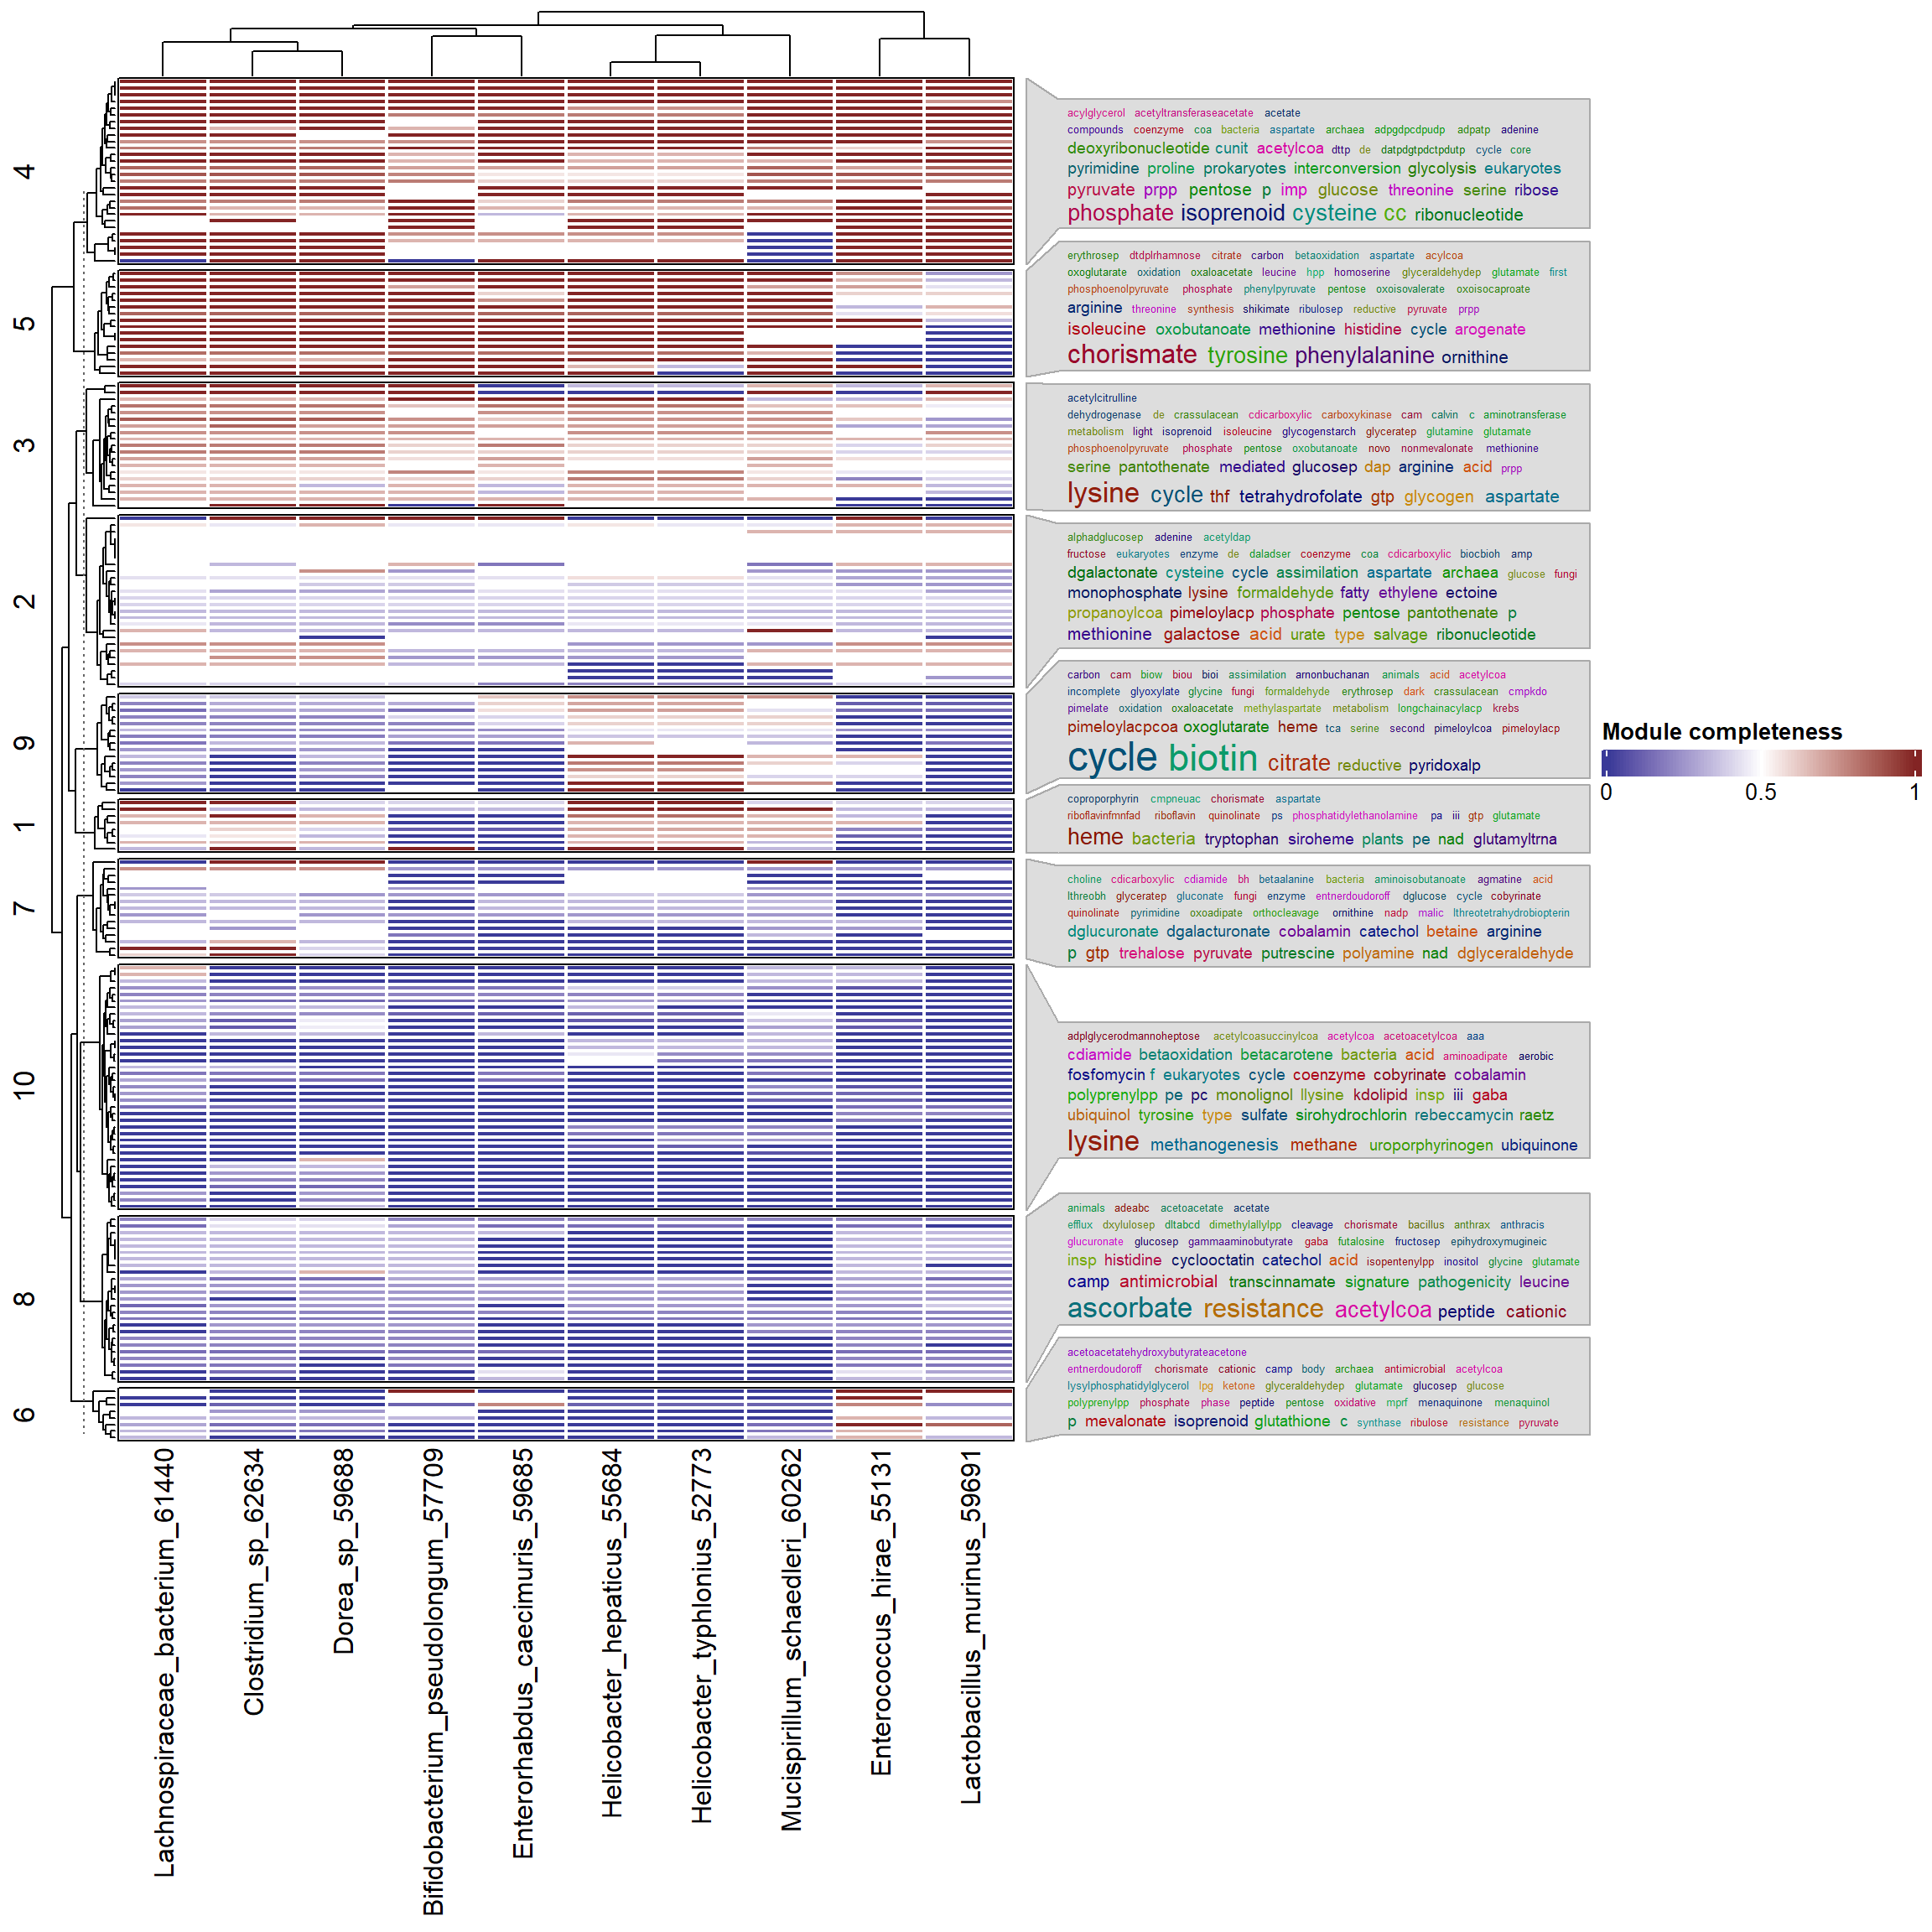 4
acylglycerol acetyltransferaseacetate acetate
compounds coenzyme coa bacteria aspartate archaea adpgdpcdpudp adpatp adenine
deoxyribonucleotide cunit acetylcoa dttp de datpdgtpdctpdutp cycle core
pyrimidine proline prokaryotes interconversion glycolysis eukaryotes
pyruvate prpp pentose p imp glucose threonine serine ribose
phosphate isoprenoid cysteine cc ribonucleotide
5
erythrosep dtdplrhamnose citrate carbon betaoxidation aspartate acylcoa
oxoglutarate oxidation oxaloacetate leucine hpp homoserine glyceraldehydep glutamate first
phosphoenolpyruvate phosphate phenylpyruvate pentose oxoisovalerate oxoisocaproate
arginine threonine synthesis shikimate ribulosep reductive pyruvate prpp
isoleucine oxobutanoate methionine histidine cycle arogenate
chorismate tyrosine phenylalanine ornithine
3
acetylcitrulline
dehydrogenase de crassulacean cdicarboxylic carboxykinase cam calvin c aminotransferase
metabolism light isoprenoid isoleucine glycogenstarch glyceratep glutamine glutamate
phosphoenolpyruvate phosphate pentose oxobutanoate novo nonmevalonate methionine
serine pantothenate mediated glucosep dap arginine acid prpp
lysine cycle thf tetrahydrofolate gtp glycogen aspartate
2
alphadglucosep adenine acetyldap
fructose eukaryotes enzyme de daladser coenzyme coa cdicarboxylic biocbioh amp
dgalactonate cysteine cycle assimilation aspartate archaea glucose fungi
monophosphate lysine formaldehyde fatty ethylene ectoine
propanoylcoa pimeloylacp phosphate pentose pantothenate p
methionine galactose acid urate type salvage ribonucleotide
9
carbon cam biow biou bioi assimilation arnonbuchanan animals acid acetylcoa
incomplete glyoxylate glycine fungi formaldehyde erythrosep dark crassulacean cmpkdo
pimelate oxidation oxaloacetate methylaspartate metabolism longchainacylacp krebs
pimeloylacpcoa oxoglutarate heme tca serine second pimeloylcoa pimeloylacp
cycle biotin citrate reductive pyridoxalp
Module completeness
0 0.5 1
1
coproporphyrin cmpneuac chorismate aspartate
riboflavinfmnfad riboflavin quinolinate ps phosphatidylethanolamine pa iii gtp glutamate
heme bacteria tryptophan siroheme plants pe nad glutamyltrna
7
choline cdicarboxylic cdiamide bh betaalanine bacteria aminoisobutanoate agmatine acid
lthreobh glyceratep gluconate fungi enzyme entnerdoudoroff dglucose cycle cobyrinate
quinolinate pyrimidine oxoadipate orthocleavage ornithine nadp malic lthreotetrahydrobiopterin
dglucuronate dgalacturonate cobalamin catechol betaine arginine
p gtp trehalose pyruvate putrescine polyamine nad dglyceraldehyde
10
adplglycerodmannoheptose acetylcoasuccinylcoa acetylcoa acetoacetylcoa aaa
cdiamide betaoxidation betacarotene bacteria acid aminoadipate aerobic
fosfomycin f eukaryotes cycle coenzyme cobyrinate cobalamin
polyprenylpp pe pc monolignol llysine kdolipid insp iii gaba
ubiquinol tyrosine type sulfate sirohydrochlorin rebeccamycin raetz
lysine methanogenesis methane uroporphyrinogen ubiquinone
8
animals adeabc acetoacetate acetate
efflux dxylulosep dltabcd dimethylallylpp cleavage chorismate bacillus anthrax anthracis
glucuronate glucosep gammaaminobutyrate gaba futalosine fructosep epihydroxymugineic
insp histidine cyclooctatin catechol acid isopentenylpp inositol glycine glutamate
camp antimicrobial transcinnamate signature pathogenicity leucine
ascorbate resistance acetylcoa peptide cationic
6
acetoacetatehydroxybutyrateacetone
entnerdoudoroff chorismate cationic camp body archaea antimicrobial acetylcoa
lysylphosphatidylglycerol lpg ketone glyceraldehydep glutamate glucosep glucose
polyprenylpp phosphate phase peptide pentose oxidative mprf menaquinone menaquinol
p mevalonate isoprenoid glutathione c synthase ribulose resistance pyruvate
Lachnospiraceae_bacterium_61440
Clostridium_sp_62634
Dorea_sp_59688
Bifidobacterium_pseudolongum_57709
Enterorhabdus_caecimuris_59685
Helicobacter_hepaticus_55684
Helicobacter_typhlonius_52773
Mucispirillum_schaedleri_60262
Enterococcus_hirae_55131
Lactobacillus_murinus_59691